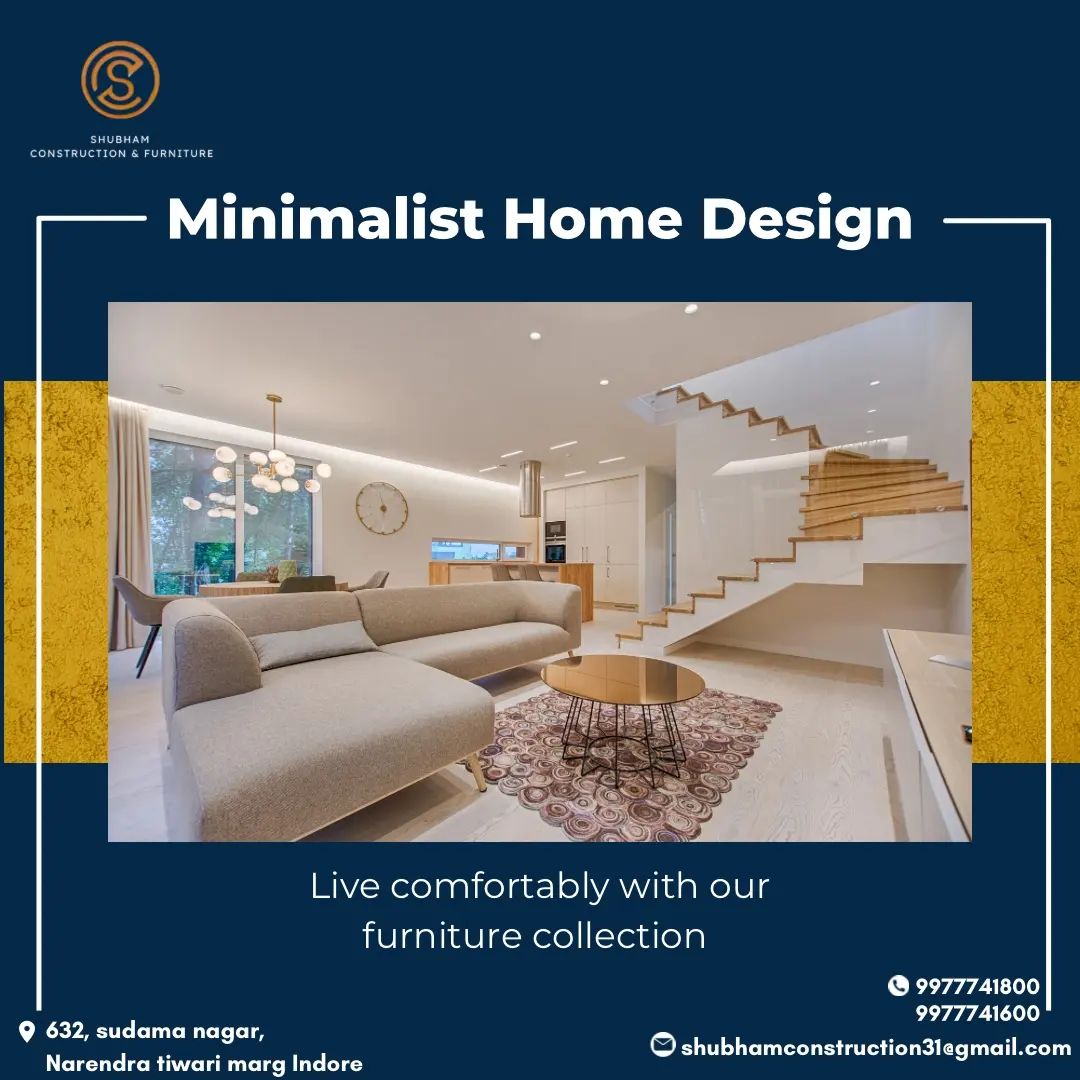 SHUBHAM
CONSTRUCTION & FURNITURE
Minimalist Home Design
Live comfortably with our
furniture collection
9977741800
9977741600
632, sudama nagar,
Narendra tiwari marg Indore
shubhamconstruction31@gmail.com